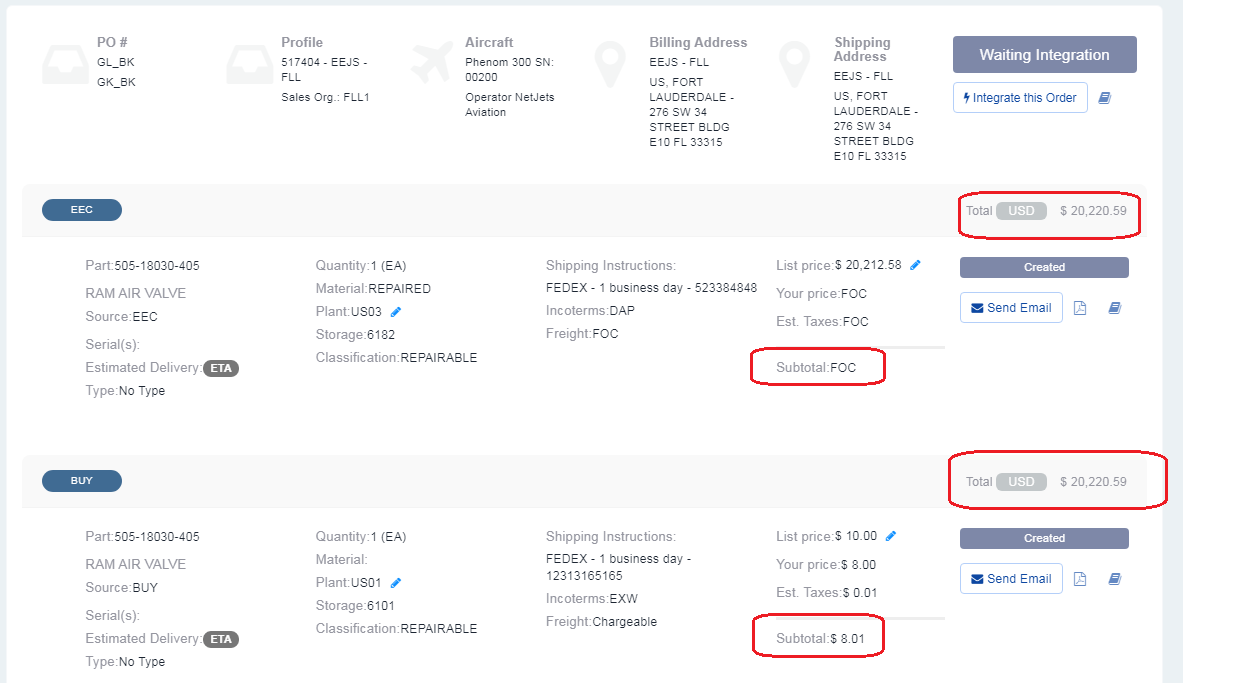 PO #
GL_BK
GK_BK
Profile
517404 - EEJS -
FLL
Sales Org.: FLL1
Aircraft
Phenom 300 SN:
00200
Operator NetJets
Aviation
Billing Address
EEJS - FLL
US, FORT
LAUDERDALE -
276 SW 34
STREET BLDG
E10 FL 33315
Shipping
Address
EEJS - FLL
US, FORT
LAUDERDALE -
276 SW 34
STREET BLDG
E10 FL 33315
Waiting Integration
Integrate this Order
EEC
Total USD $ 20,220.59
Part:505-18030-405
RAM AIR VALVE
Source:EEC
Serial(s):
Estimated Delivery: ETA
Type:No Type
Quantity:1 (EA)
Material:REPAIRED
Plant:US03
Storage:6182
Classification:REPAIRABLE
Shipping Instructions:
FEDEX - 1 business day - 523384848
Incoterms:DAP
Freight:FOC
List price:$ 20,212.58
Your price:FOC
Est. Taxes:FOC
Subtotal:FOC
Created
Send Email
BUY
Total USD $ 20,220.59
Part:505-18030-405
RAM AIR VALVE
Source:BUY
Serial(s):
Estimated Delivery: ETA
Type:No Type
Quantity:1 (EA)
Material:
Plant:US01
Storage:6101
Classification:REPAIRABLE
Shipping Instructions:
FEDEX - 1 business day -
12313165165
Incoterms:EXW
Freight:Chargeable
List price:$ 10.00
Your price:$ 8.00
Est. Taxes:$ 0.01
Subtotal:$ 8.01
Created
Send Email